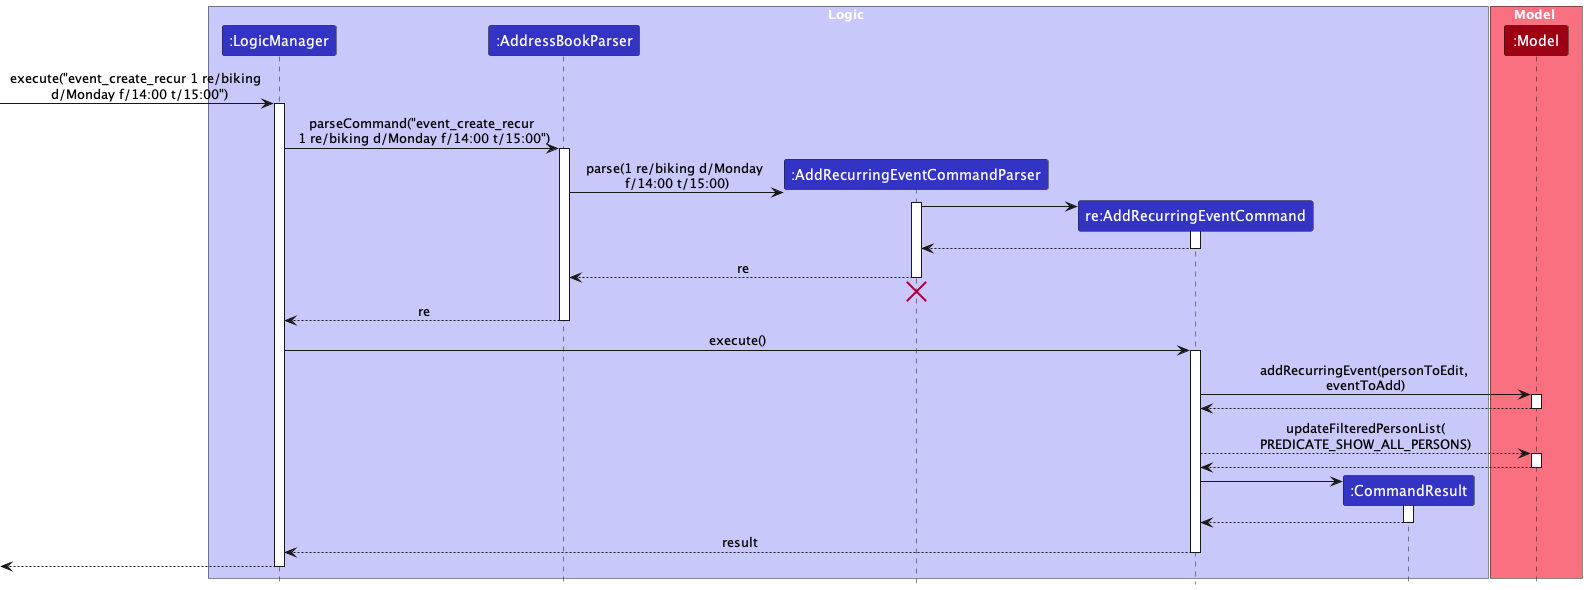 Logic
Model
:LogicManager
:AddressBookParser
:Model
execute("event_create_recur 1 re/biking
d/Monday f/14:00 t/15:00")
parseCommand("event_create_recur
1 re/biking d/Monday f/14:00 t/15:00")
parse(1 re/biking d/Monday
f/14:00 t/15:00)
:AddRecurringEventCommandParser
re:AddRecurringEventCommand
re
re
execute()
addRecurringEvent(personToEdit,
eventToAdd)
updateFilteredPersonList(
PREDICATE_SHOW_ALL_PERSONS)
:CommandResult
result